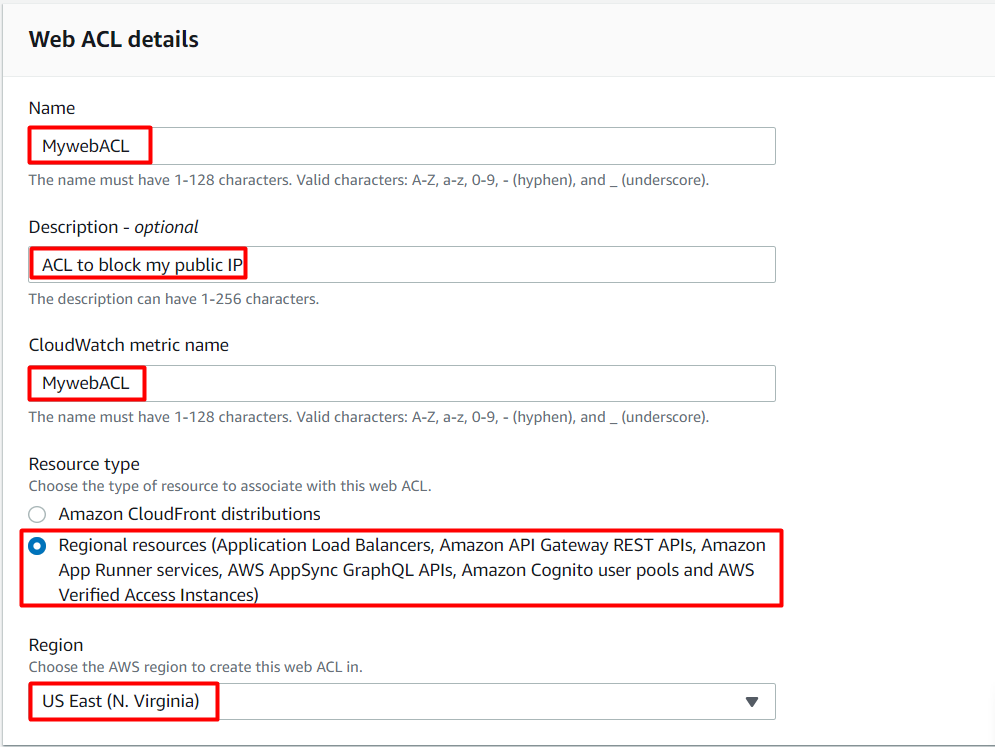 Web ACL details
Name
MywebACL
The name must have 1-128 characters. Valid characters: A-Z, a-z, 0-9, - (hyphen), and _ (underscore).
Description - optional
ACL to block my public IP
The description can have 1-256 characters.
CloudWatch metric name
MywebACL
The name must have 1-128 characters. Valid characters: A-Z, a-z, 0-9, - (hyphen), and _ (underscore).
Resource type
Choose the type of resource to associate with this web ACL.
Amazon CloudFront distributions
Regional resources (Application Load Balancers, Amazon API Gateway REST APIs, Amazon
App Runner services, AWS AppSync GraphQL APIs, Amazon Cognito user pools and AWS
Verified Access Instances)
Region
Choose the AWS region to create this web ACL in.
US East (N. Virginia)